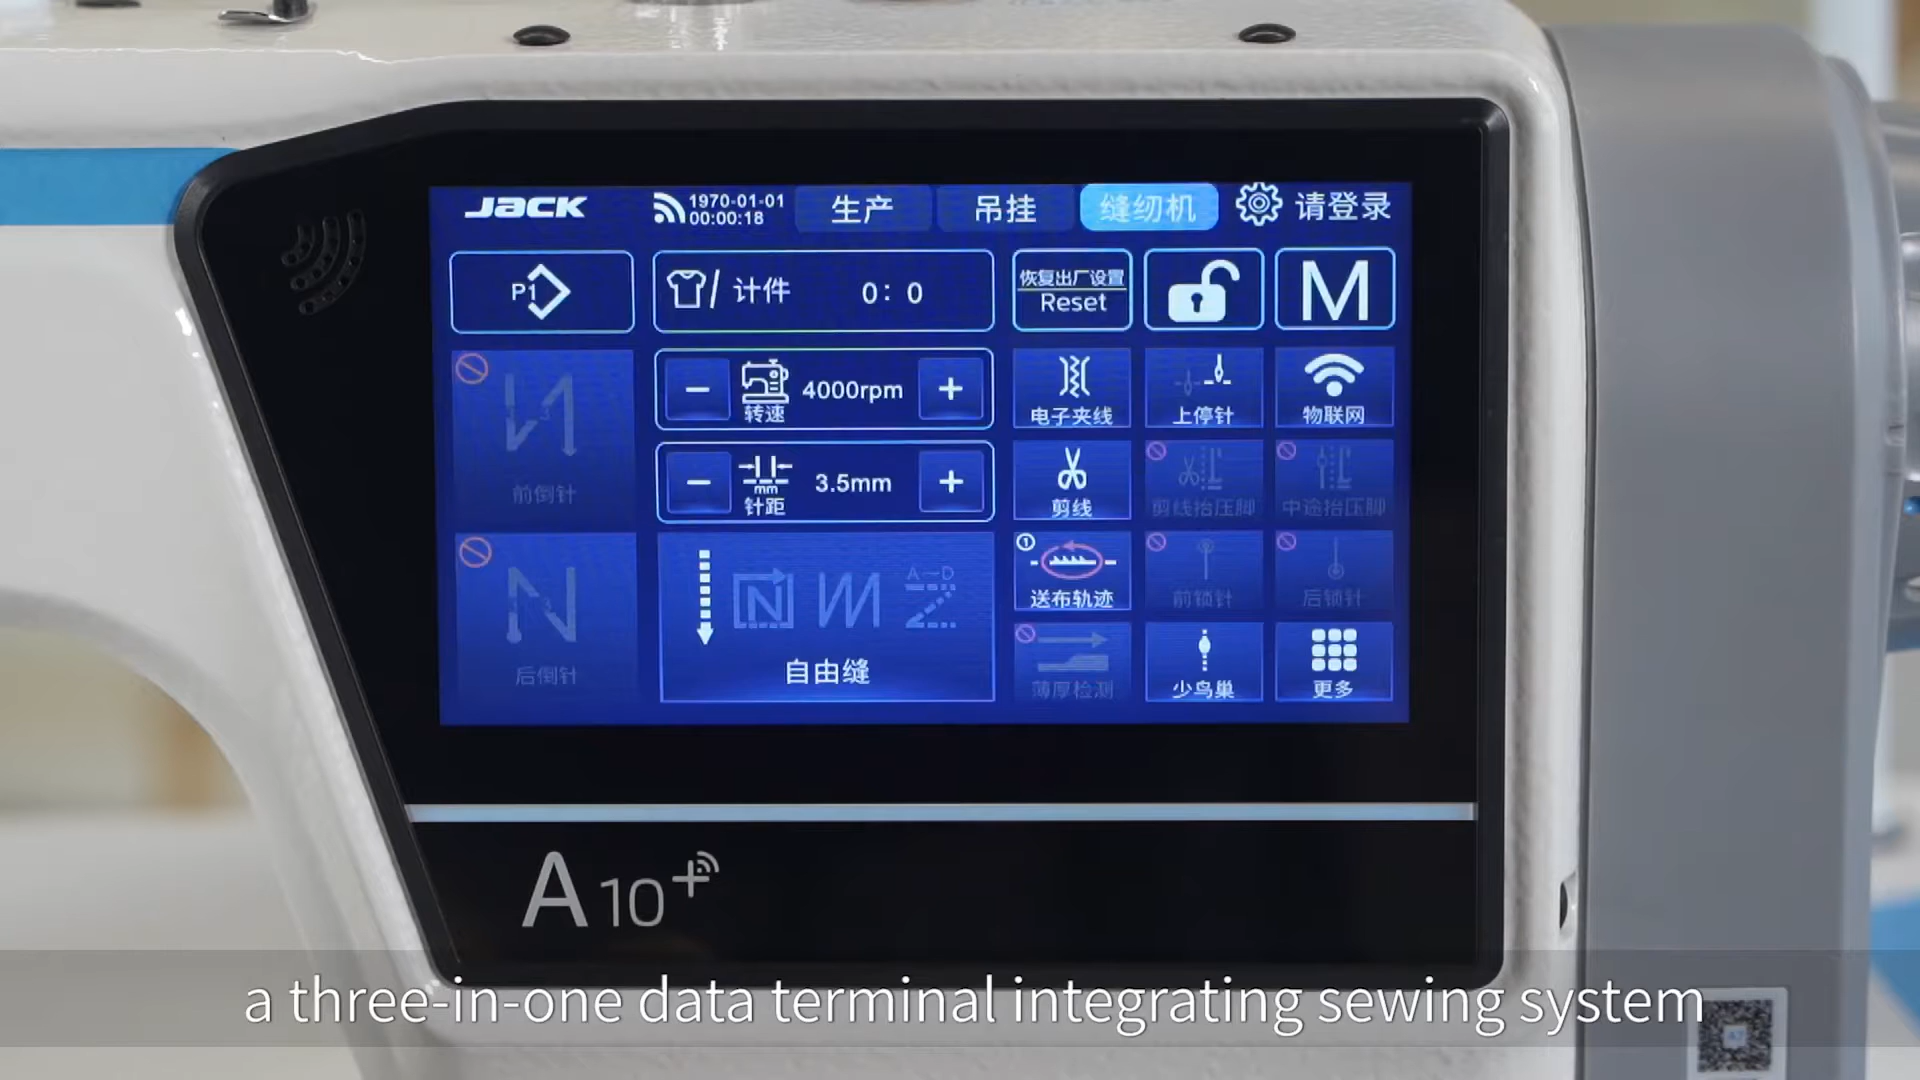 JACK
1970-01-01
00:00:18
生产
吊挂
缝纫机
请登录
P1
计件
0: 0
恢复出厂设置
Reset
M
前倒针
转速
4000rpm
电子夹线
上停针
物联网
针距
mm
3.5mm
剪线
剪线抬压脚
中途抬压脚
后倒针
A—D
自由缝
1
送布轨迹
前锁针
后锁针
薄厚检测
少鸟巢
更多
A10+
a three-in-one data terminal integrating sewing system